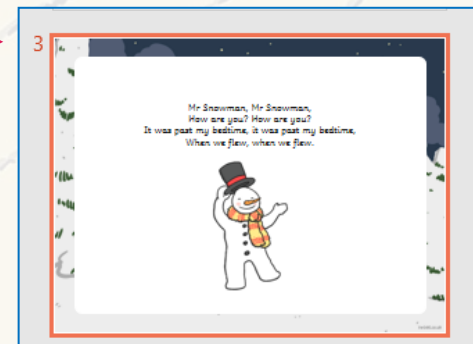 3
Mr Snowman, Mr Snowman,
How are you? How are you?
It was past my bedtime, it was past my bedtime,
When we flew, when we flew.